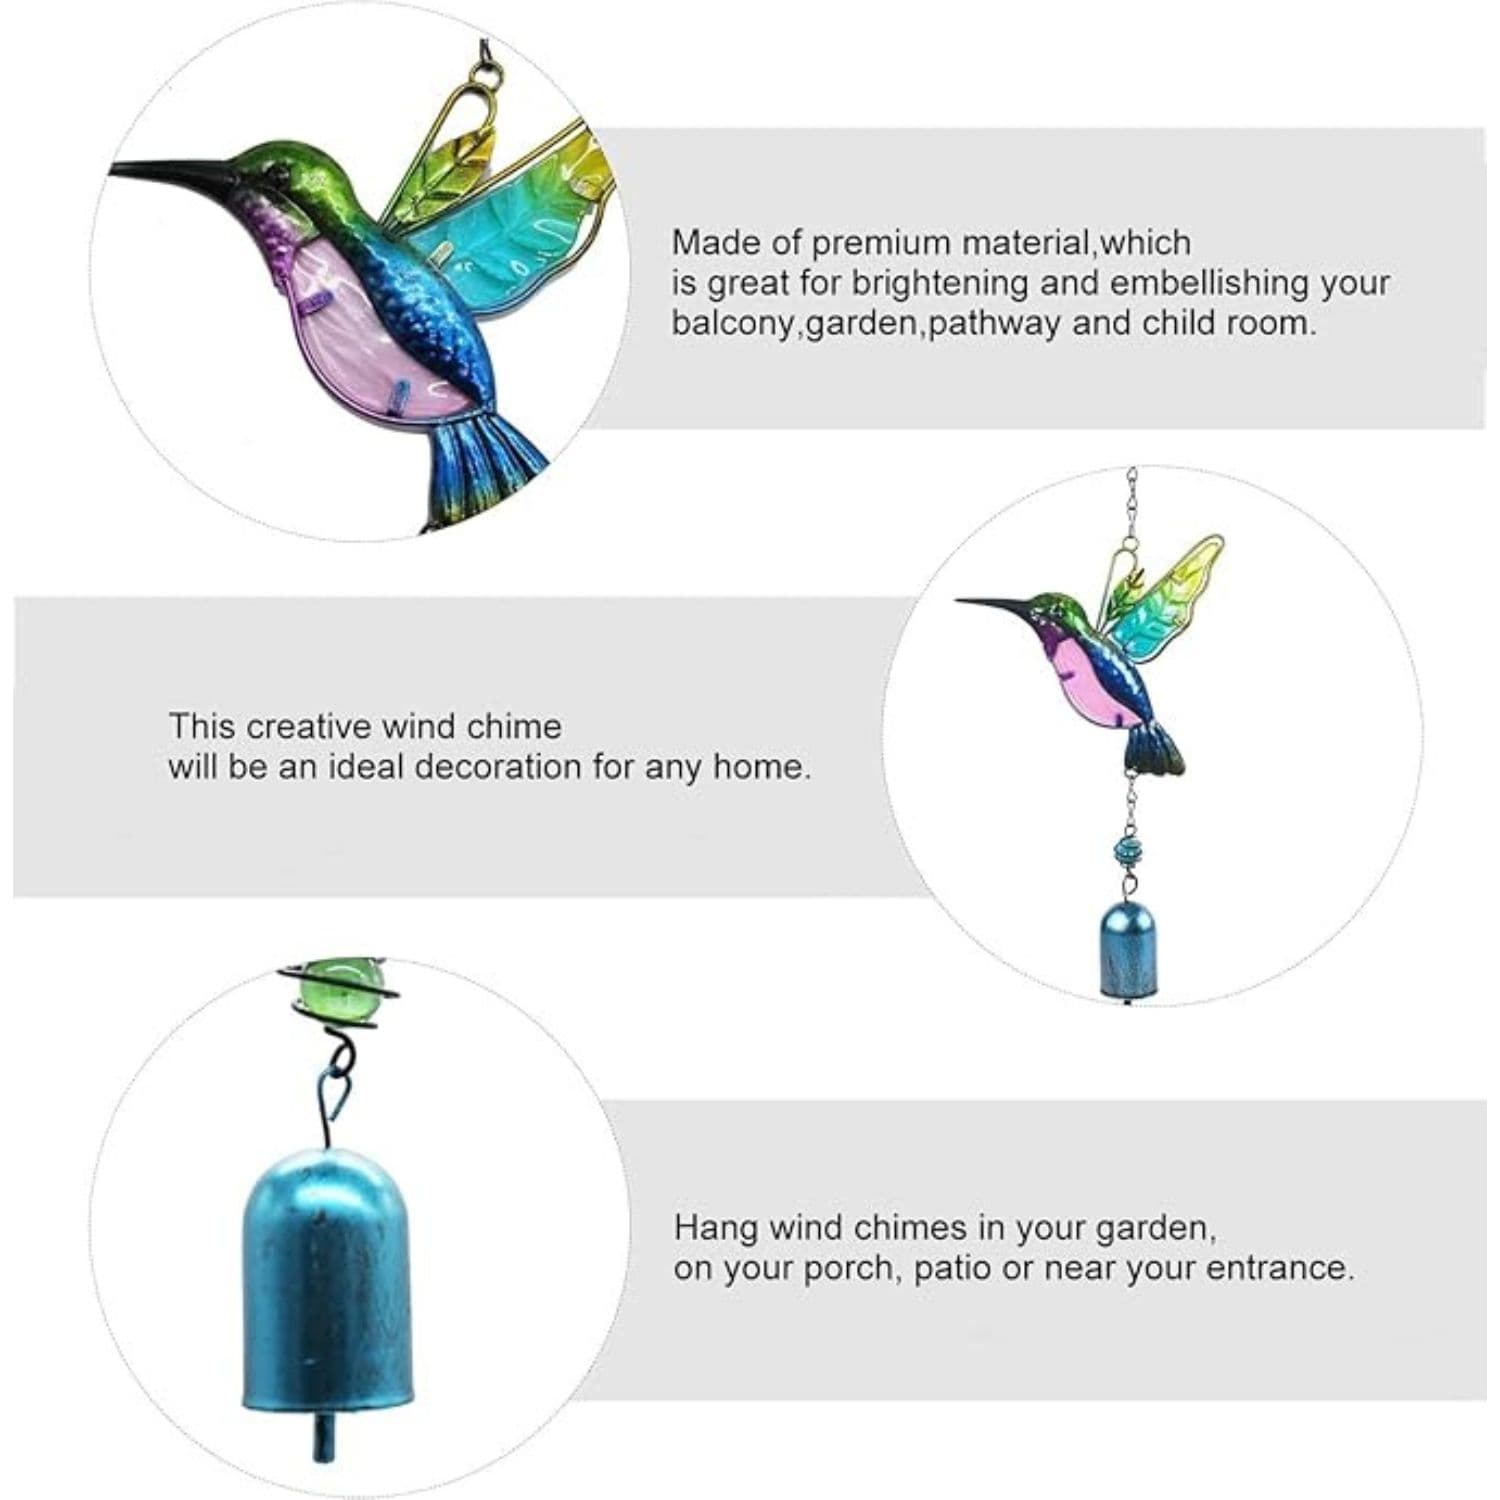 Made of premium material,which
is great for brightening and embellishing your
balcony,garden,pathway and child room.
This creative wind chime
will be an ideal decoration for any home.
Hang wind chimes in your garden,
on your porch, patio or near your entrance.